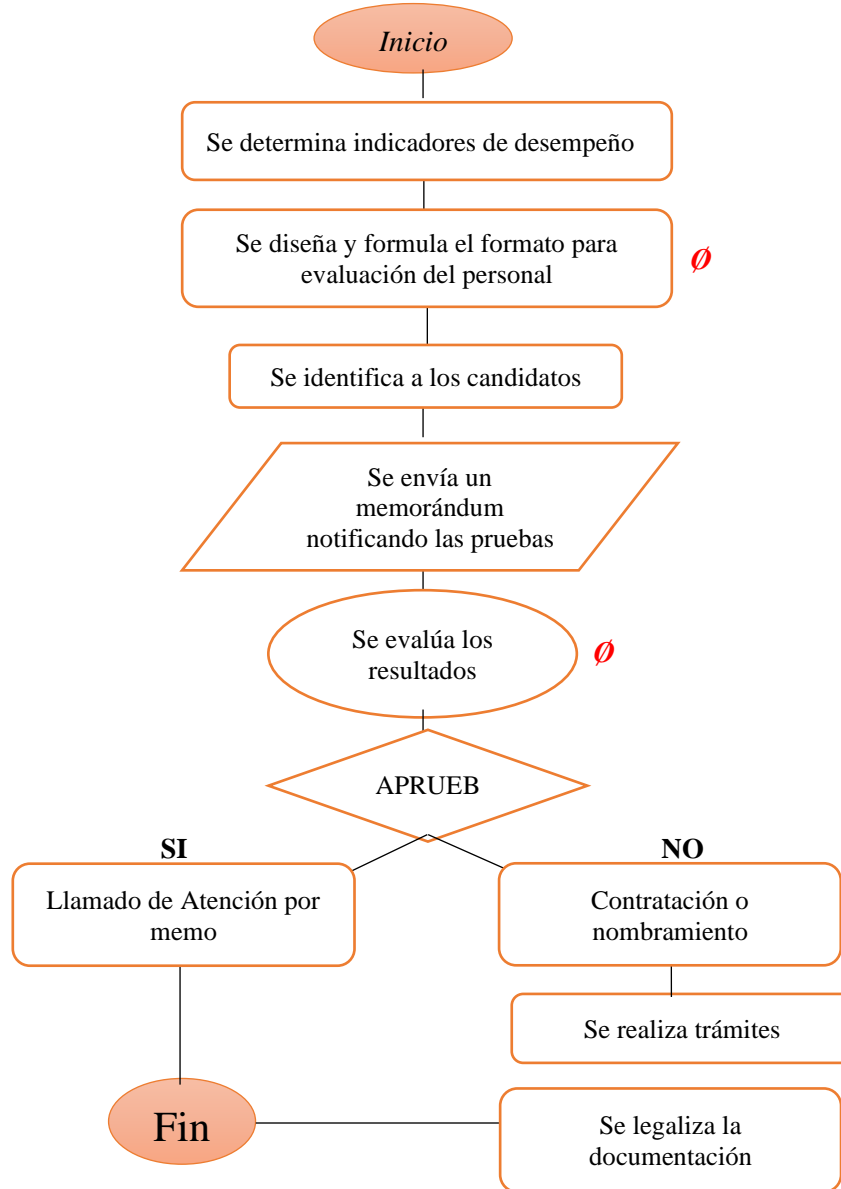 Inicio
Se determina indicadores de desempeño
Se diseña y formula el formato para
evaluación del personal
Ø
Se identifica a los candidatos
Se envía un
memorándum
notificando las pruebas
Se evalúa los
resultados
Ø
APRUEB
SI
NO
Llamado de Atención por
memo
Contratación o
nombramiento
Se realiza trámites
Fin
Se legaliza la
documentación